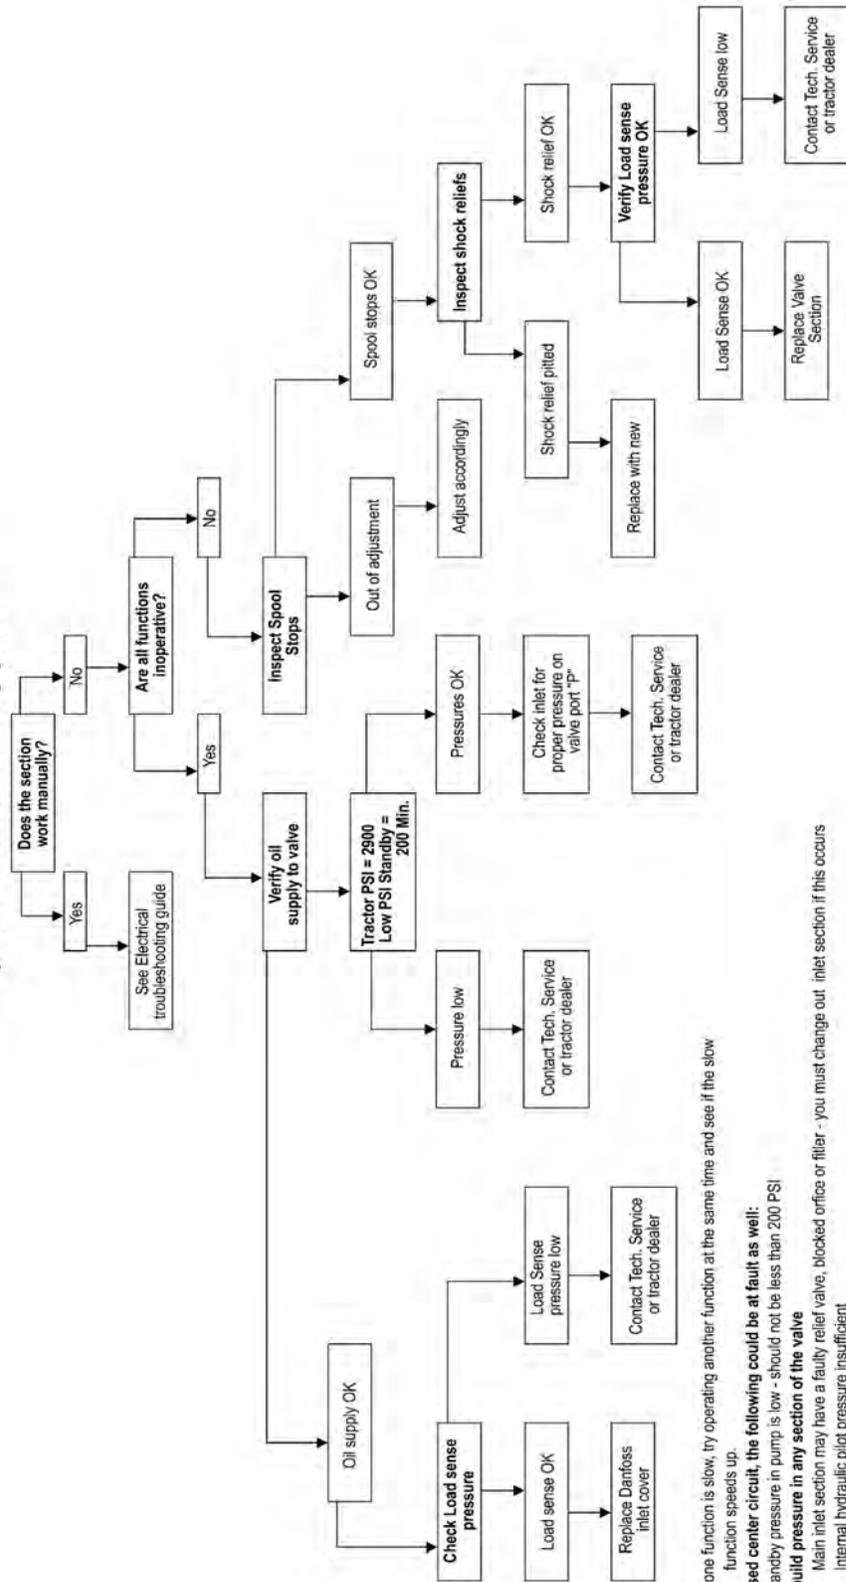 Does the section
work manually?
Yes
No
See Electrical
troubleshooting guide
Are all functions
inoperative?
Yes
No
Verify oil
supply to valve
Inspect Spool
Stops
Oil supply OK
Tractor PSI = 2900
Low PSI Standby =
200 Min.
Out of adjustment
Spool stops OK
Check Load sense
pressure
Pressure low
Pressures OK
Adjust accordingly
Inspect shock reliefs
Load sense OK
Load Sense
pressure low
Contact Tech. Service
or tractor dealer
Check inlet for
proper pressure on
valve port "P"
Shock relief pitted
Shock relief OK
Replace Danfoss
inlet cover
Contact Tech. Service
or tractor dealer
Contact Tech. Service
or tractor dealer
Replace with new
Verify Load sense
pressure OK
Load Sense OK
Load Sense low
Replace Valve
Section
Contact Tech. Service
or tractor dealer
one function is slow, try operating another function at the same time and see if the slow
function speeds up.
sed center circuit, the following could be at fault as well:
andby pressure in pump is low - should not be less than 200 PSI
uild pressure in any section of the valve
Main inlet section may have a faulty relief valve, blocked orfice or fitler - you must change out inlet section if this occurs
Internal hydraulic pilot pressure insufficient